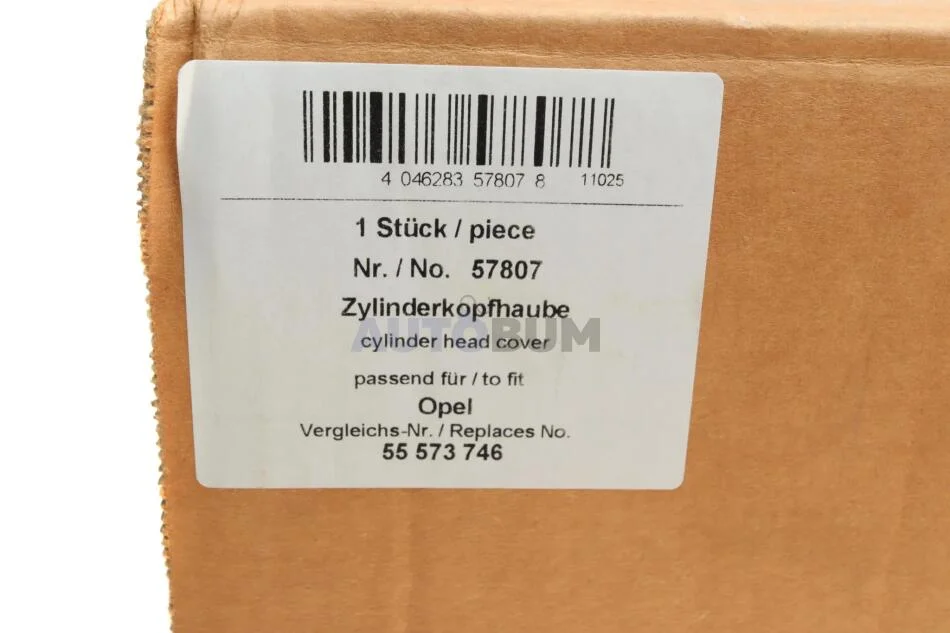 4 046283 57807 8 11025
1 Stück / piece
Nr. / No. 57807
Zylinderkopfhaube
AUTOBUM
cylinder head cover
passend für / to fit
Opel
Vergleichs-Nr. / Replaces No.
55 573 746